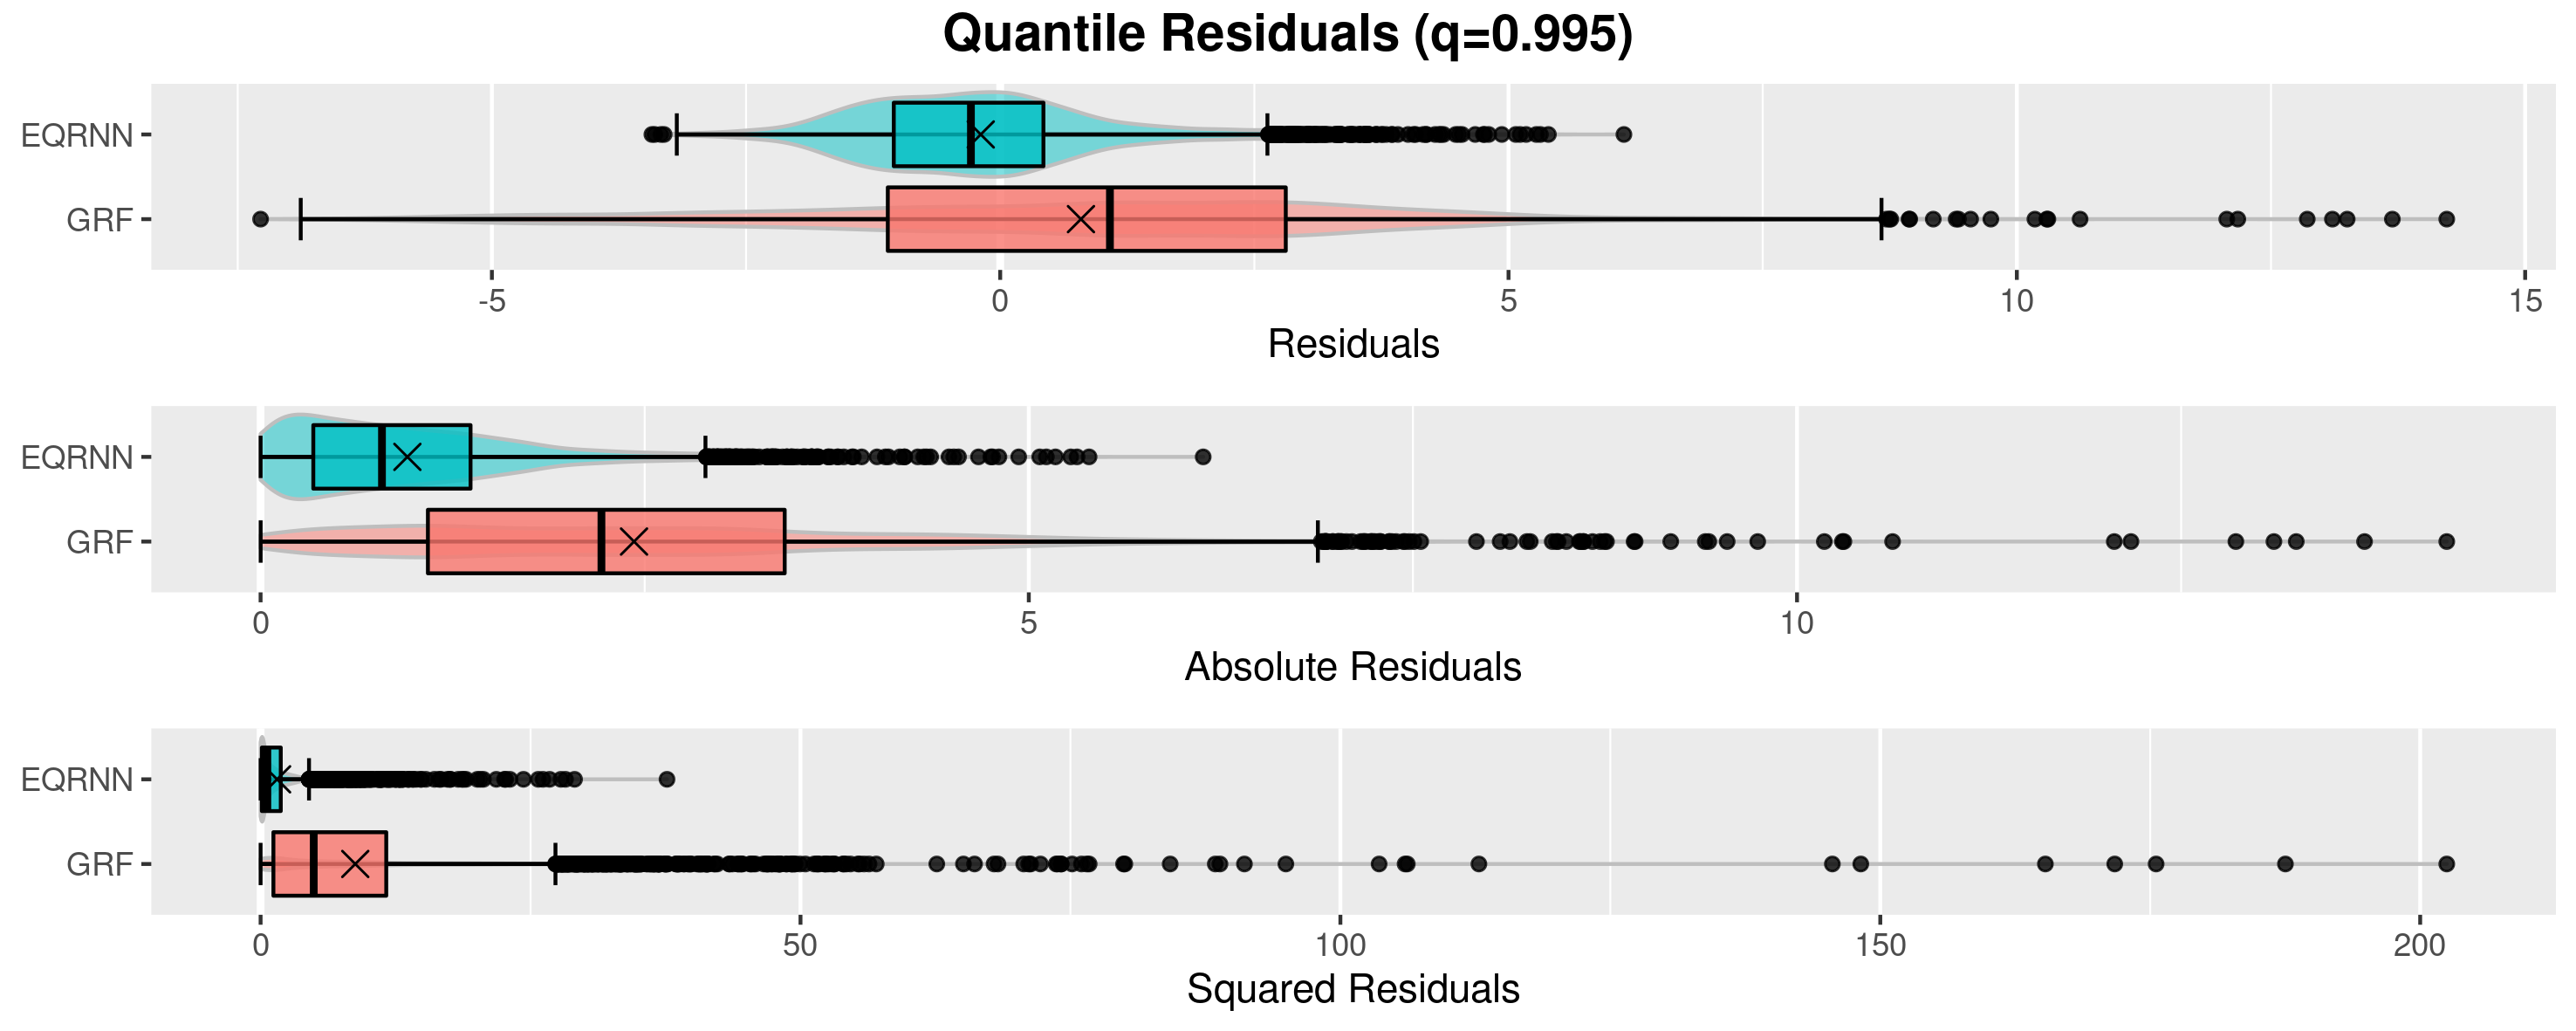 Quantile Residuals (q=0.995)
EQRNN
GRF
-5 0 5 10 15
Residuals
EQRNN
GRF
0 5 10
Absolute Residuals
EQRNN
GRF
0 50 100 150 200
Squared Residuals